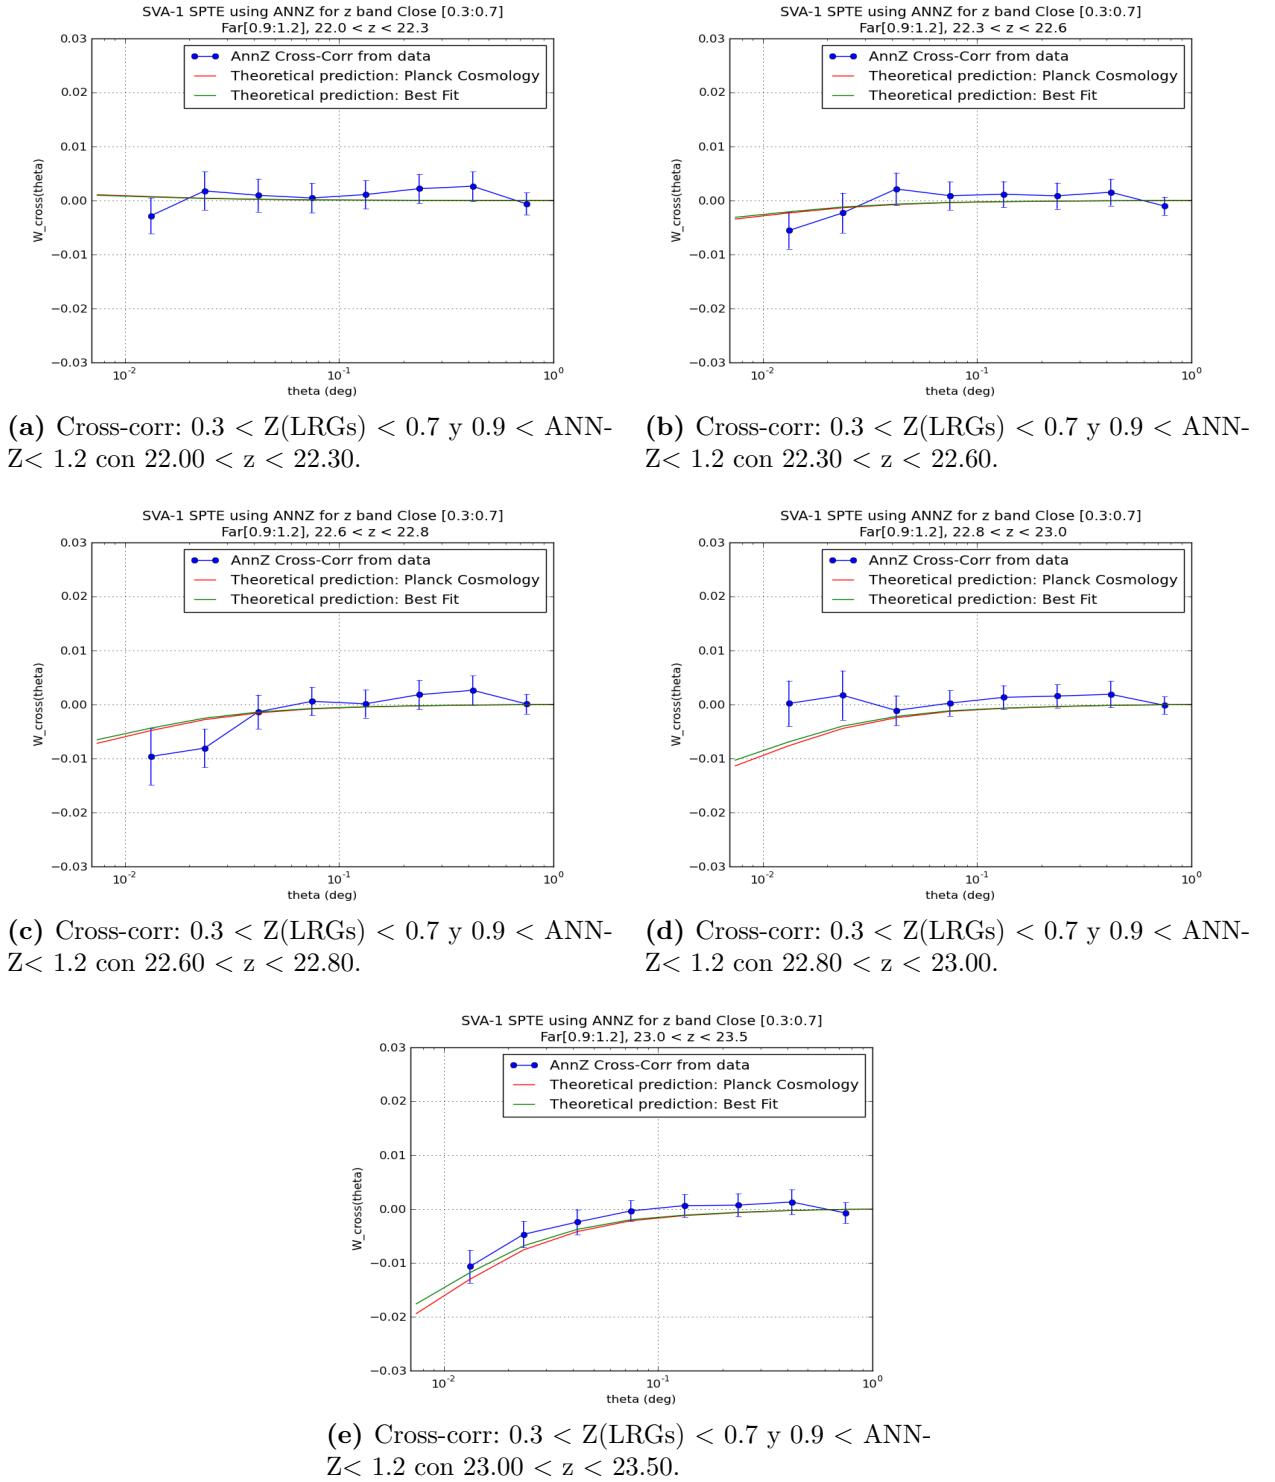 SVA-1 SPTE using ANNZ for z band Close [0.3:0.7]
Far[0.9:1.2], 22.0 < z < 22.3
AnnZ Cross-Corr from data
Theoretical prediction: Planck Cosmology
Theoretical prediction: Best Fit
0.03
0.02
0.01
0.00
−0.01
−0.02
−0.03
W_cross(theta)
10⁻² 10⁻¹ 10⁰
theta (deg)
(a) Cross-corr: 0.3 < Z(LRGs) < 0.7 y 0.9 < ANN-
Z< 1.2 con 22.00 < z < 22.30.
SVA-1 SPTE using ANNZ for z band Close [0.3:0.7]
Far[0.9:1.2], 22.3 < z < 22.6
AnnZ Cross-Corr from data
Theoretical prediction: Planck Cosmology
Theoretical prediction: Best Fit
0.03
0.02
0.01
0.00
−0.01
−0.02
−0.03
W_cross(theta)
10⁻² 10⁻¹ 10⁰
theta (deg)
(b) Cross-corr: 0.3 < Z(LRGs) < 0.7 y 0.9 < ANN-
Z< 1.2 con 22.30 < z < 22.60.
SVA-1 SPTE using ANNZ for z band Close [0.3:0.7]
Far[0.9:1.2], 22.6 < z < 22.8
AnnZ Cross-Corr from data
Theoretical prediction: Planck Cosmology
Theoretical prediction: Best Fit
0.03
0.02
0.01
0.00
−0.01
−0.02
−0.03
W_cross(theta)
10⁻² 10⁻¹ 10⁰
theta (deg)
(c) Cross-corr: 0.3 < Z(LRGs) < 0.7 y 0.9 < ANN-
Z< 1.2 con 22.60 < z < 22.80.
SVA-1 SPTE using ANNZ for z band Close [0.3:0.7]
Far[0.9:1.2], 22.8 < z < 23.0
AnnZ Cross-Corr from data
Theoretical prediction: Planck Cosmology
Theoretical prediction: Best Fit
0.03
0.02
0.01
0.00
−0.01
−0.02
−0.03
W_cross(theta)
10⁻² 10⁻¹ 10⁰
theta (deg)
(d) Cross-corr: 0.3 < Z(LRGs) < 0.7 y 0.9 < ANN-
Z< 1.2 con 22.80 < z < 23.00.
SVA-1 SPTE using ANNZ for z band Close [0.3:0.7]
Far[0.9:1.2], 23.0 < z < 23.5
AnnZ Cross-Corr from data
Theoretical prediction: Planck Cosmology
Theoretical prediction: Best Fit
0.03
0.02
0.01
0.00
−0.01
−0.02
−0.03
W_cross(theta)
10⁻² 10⁻¹ 10⁰
theta (deg)
(e) Cross-corr: 0.3 < Z(LRGs) < 0.7 y 0.9 < ANN-
Z< 1.2 con 23.00 < z < 23.50.